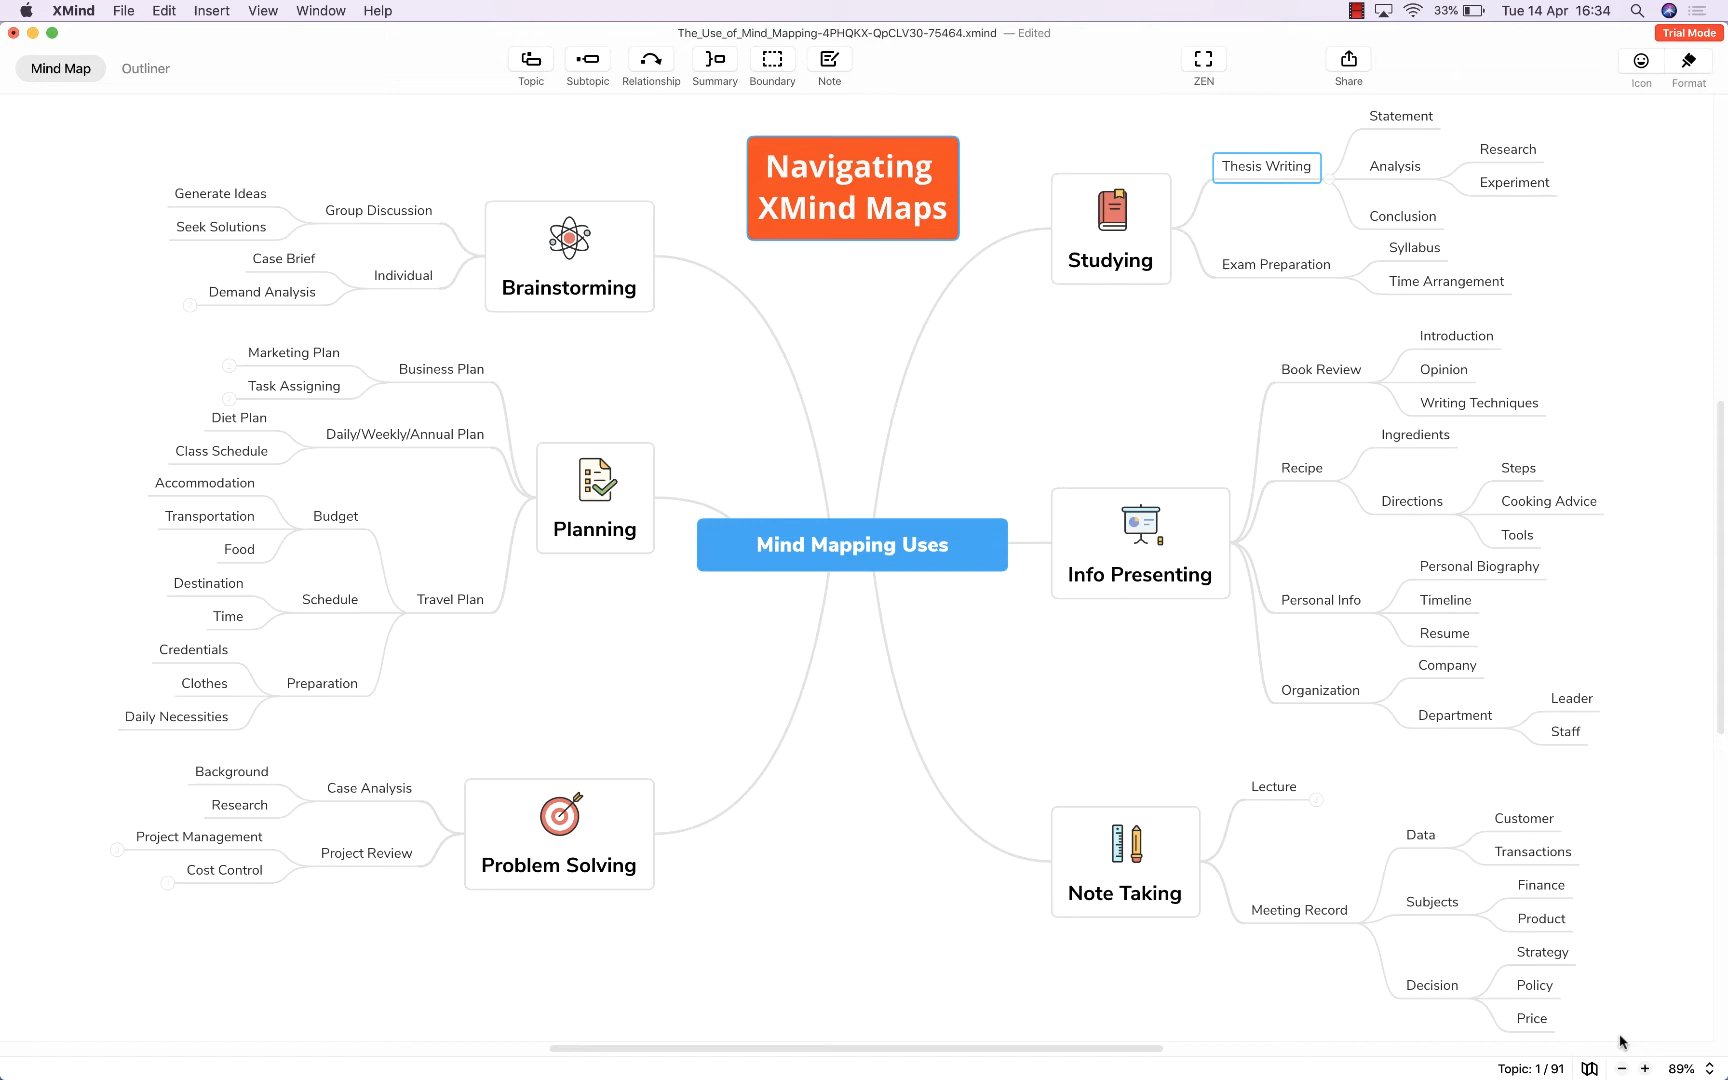 XMind File Edit Insert View Window Help
33% Tue 14 Apr 16:34
The_Use_of_Mind_Mapping-4PHQKX-QpCLV30-75464.xmind — Edited
Trial Mode
Mind Map Outliner
Topic Subtopic Relationship Summary Boundary Note
ZEN
Share
Icon Format
Navigating
XMind Maps
Generate Ideas
Seek Solutions
Group Discussion
Case Brief
Demand Analysis
Individual
Brainstorming
Marketing Plan
Task Assigning
Business Plan
Diet Plan
Class Schedule
Daily/Weekly/Annual Plan
Accommodation
Transportation
Food
Budget
Destination
Time
Schedule
Credentials
Clothes
Daily Necessities
Preparation
Travel Plan
Planning
Background
Research
Case Analysis
Project Management
Cost Control
Project Review
Problem Solving
Mind Mapping Uses
Studying
Thesis Writing
Statement
Analysis
Research
Experiment
Conclusion
Exam Preparation
Syllabus
Time Arrangement
Info Presenting
Book Review
Introduction
Opinion
Writing Techniques
Recipe
Ingredients
Directions
Steps
Cooking Advice
Tools
Personal Info
Personal Biography
Timeline
Resume
Organization
Company
Department
Leader
Staff
Note Taking
Lecture
Meeting Record
Data
Customer
Transactions
Subjects
Finance
Product
Decision
Strategy
Policy
Price
Topic: 1 / 91
89%